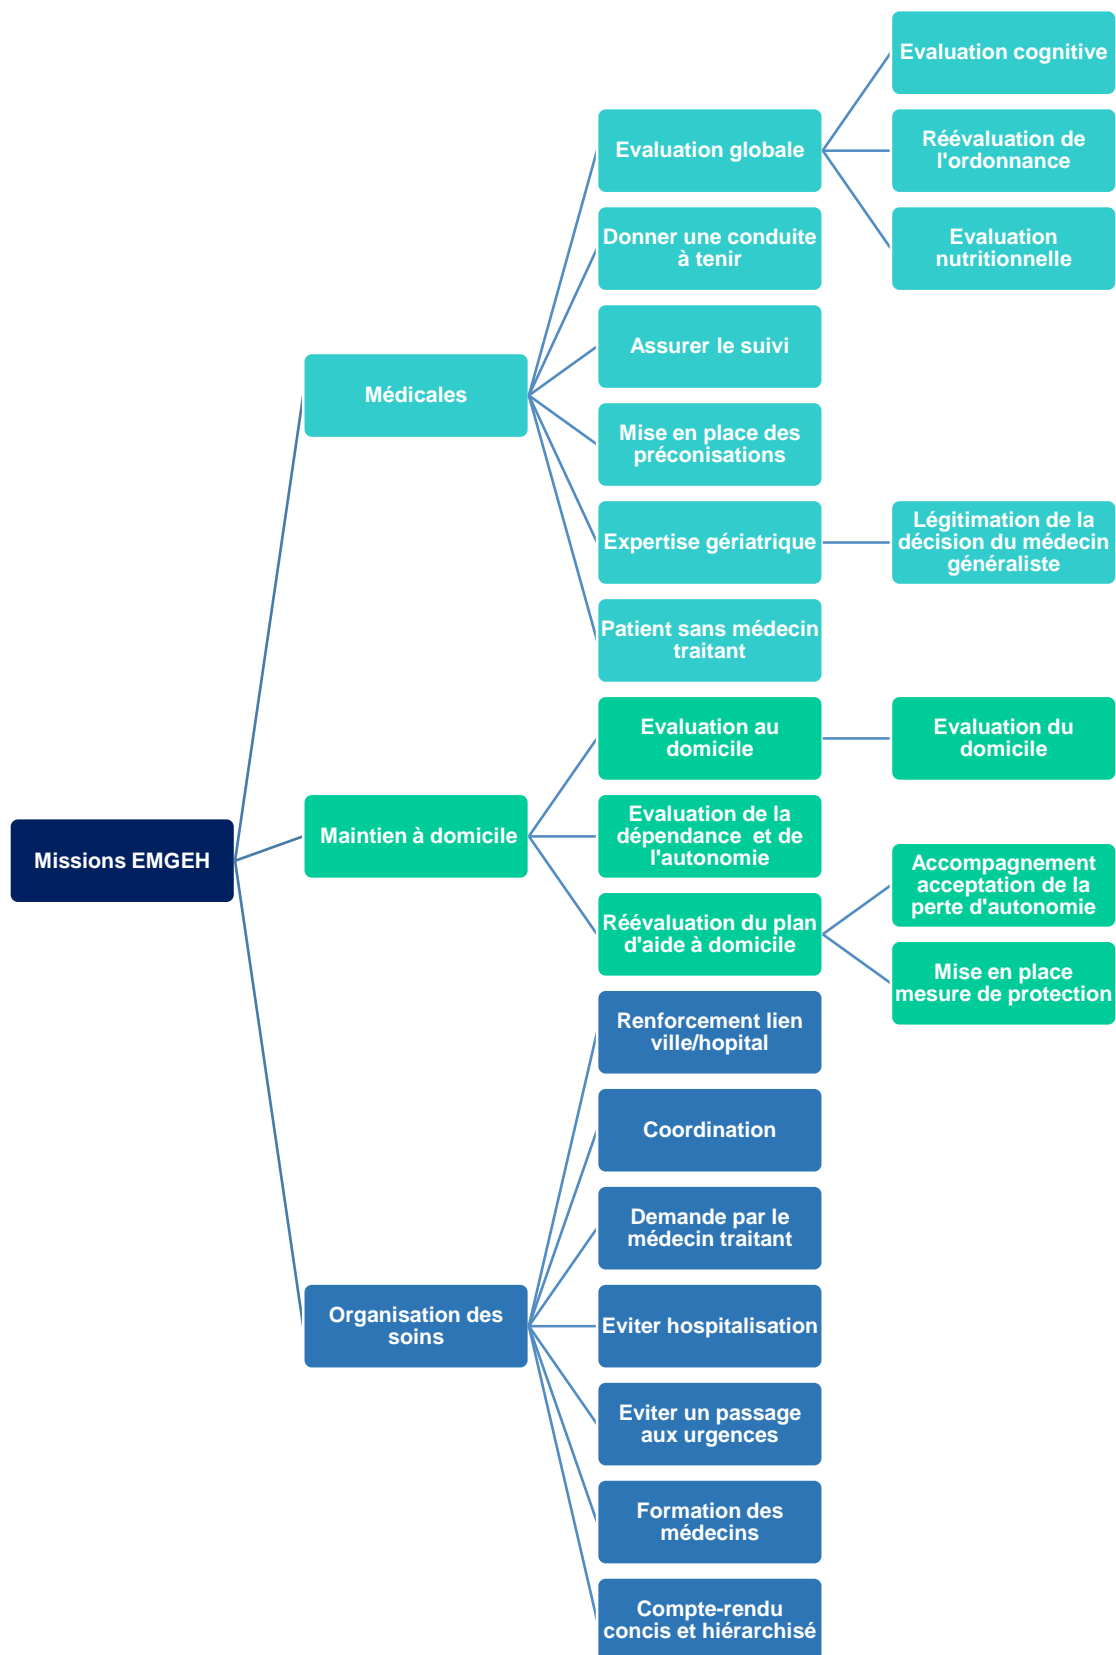 Missions EMGEH
Médicales
Evaluation globale
Evaluation cognitive
Réévaluation de
l'ordonnance
Evaluation
nutritionnelle
Donner une conduite
à tenir
Assurer le suivi
Mise en place des
préconisations
Expertise gériatrique
Légitimation de la
décision du médecin
généraliste
Patient sans médecin
traitant
Maintien à domicile
Evaluation au
domicile
Evaluation du
domicile
Evaluation de la
dépendance et de
l'autonomie
Réévaluation du plan
d'aide à domicile
Accompagnement
acceptation de la
perte d'autonomie
Mise en place
mesure de protection
Organisation des
soins
Renforcement lien
ville/hopital
Coordination
Demande par le
médecin traitant
Eviter hospitalisation
Eviter un passage
aux urgences
Formation des
médecins
Compte-rendu
concis et hiérarchisé